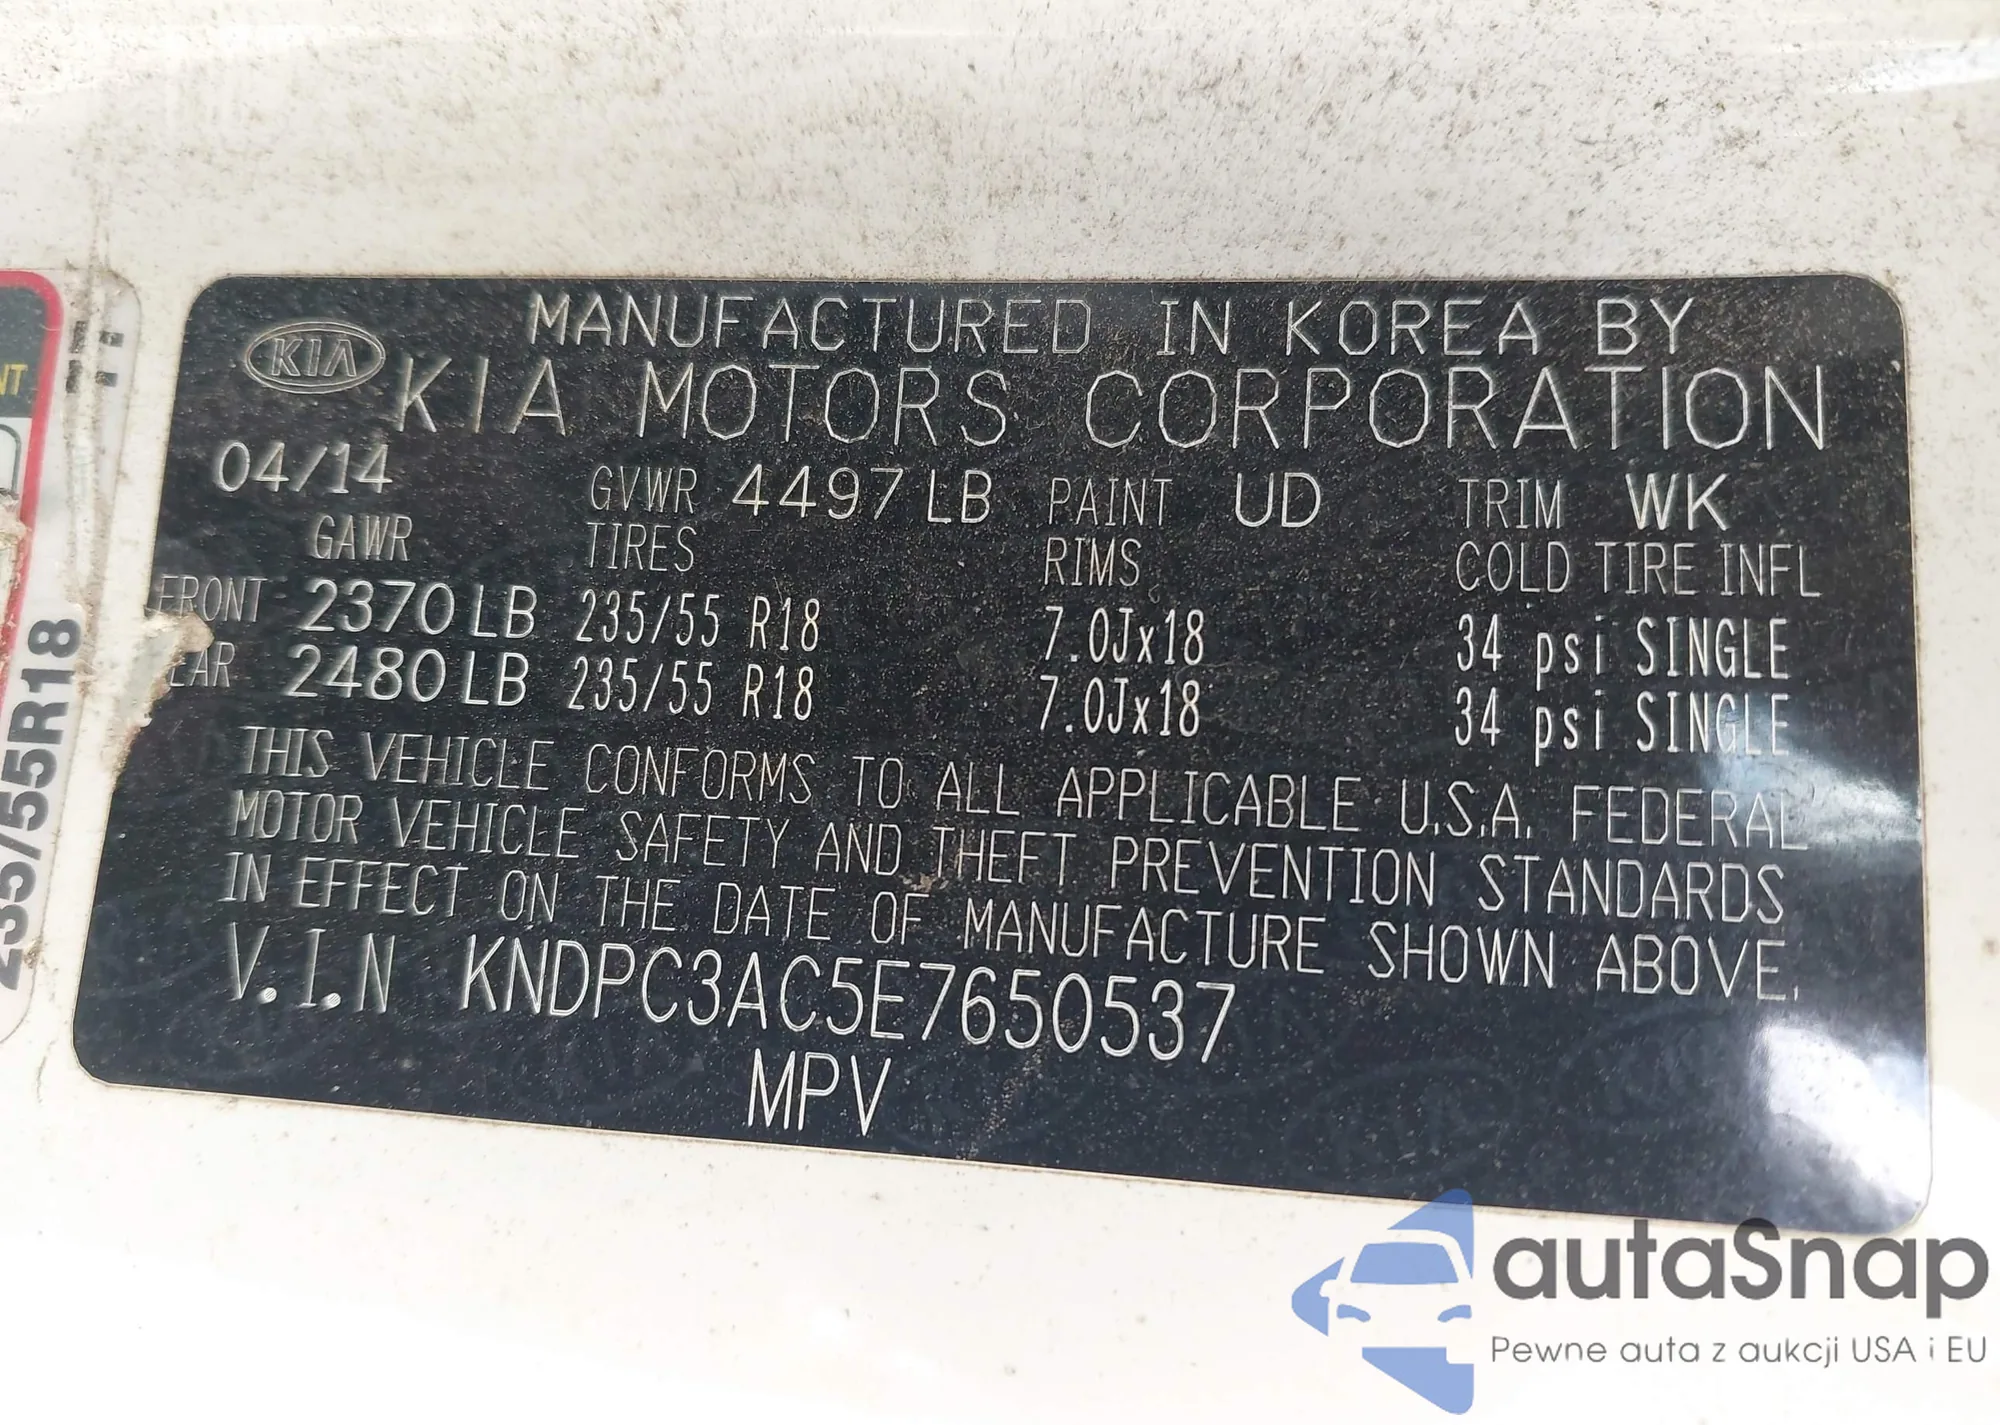 MANUFACTURED IN KOREA BY
KIA KIA MOTORS CORPORATION
04/14 GVWR 4497 LB PAINT UD TRIM WK
GAWR TIRES RIMS COLD TIRE INFL
FRONT 2370 LB 235/55 R18 7.0Jx18 34 psi SINGLE
EAR 2480 LB 235/55 R18 7.0Jx18 34 psi SINGLE
THIS VEHICLE CONFORMS TO ALL APPLICABLE U.S.A. FEDERAL
MOTOR VEHICLE SAFETY AND THEFT PREVENTION STANDARDS
IN EFFECT ON THE DATE OF MANUFACTURE SHOWN ABOVE.
V.I.N KNDPC3AC5E7650537
MPV
235/55R18
NT
autaSnap
Pewne auta z aukcji USA i EU